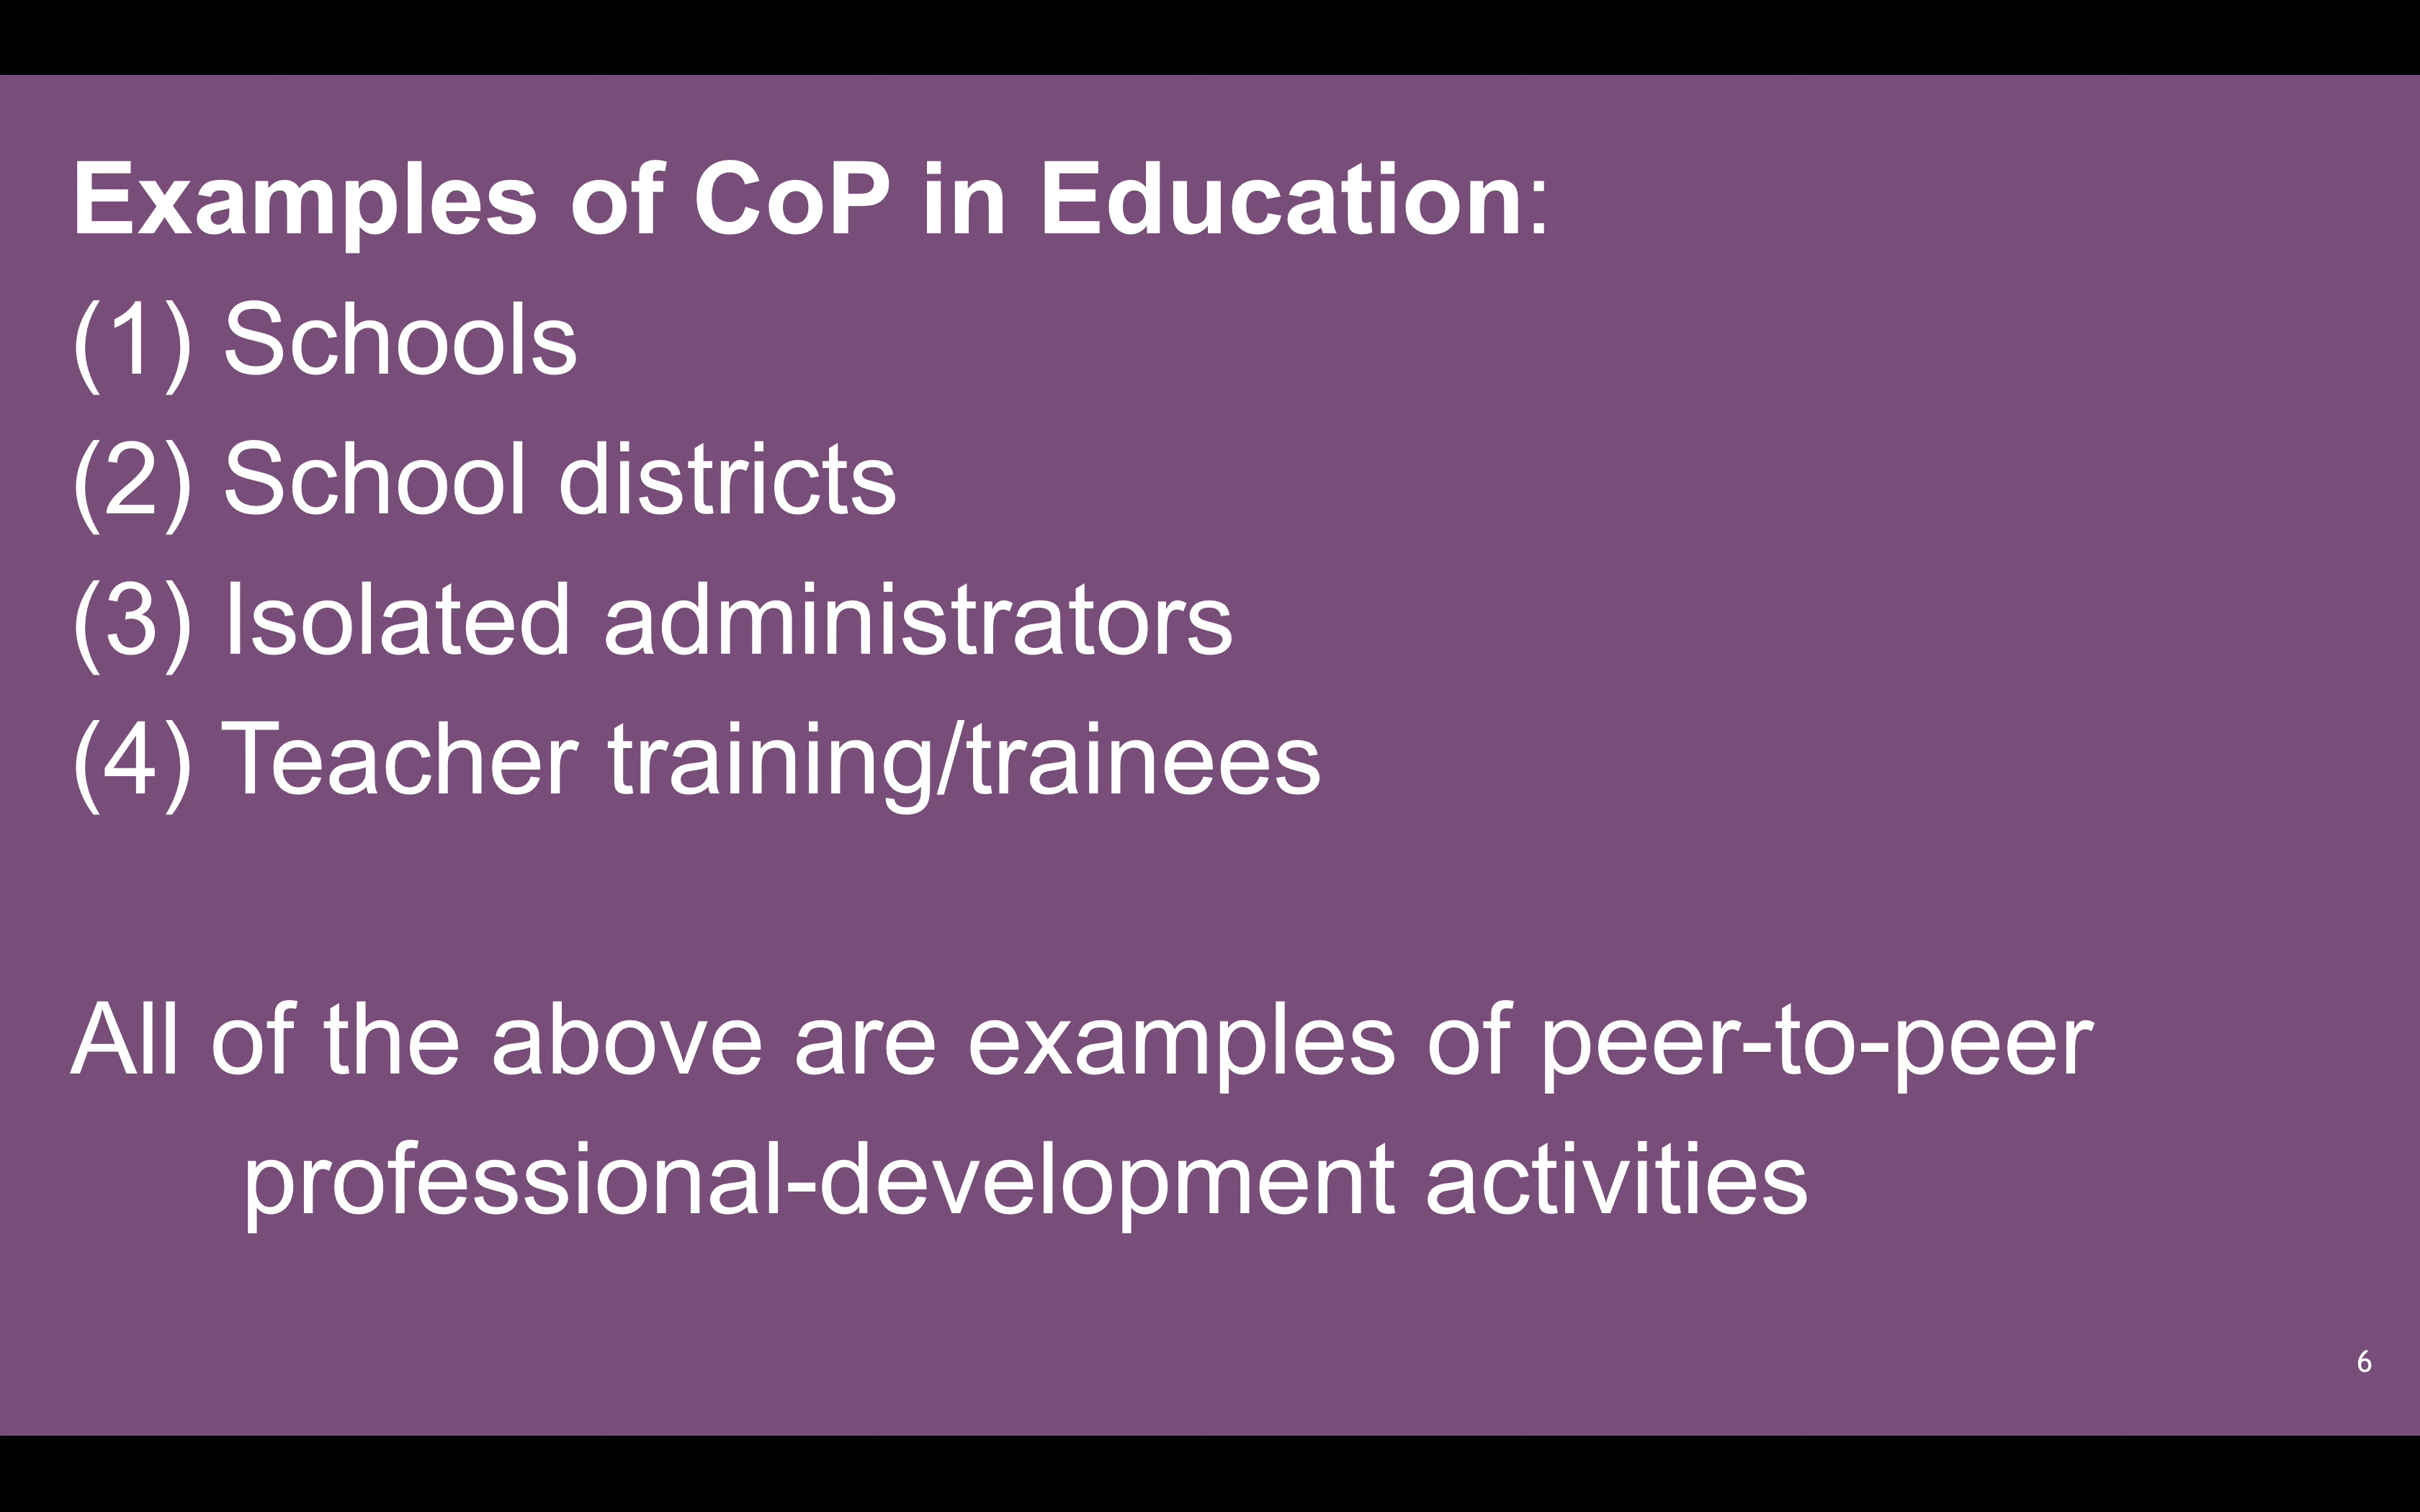 Examples of CoP in Education:
(1) Schools
(2) School districts
(3) Isolated administrators
(4) Teacher training/trainees
All of the above are examples of peer-to-peer
professional-development activities
6